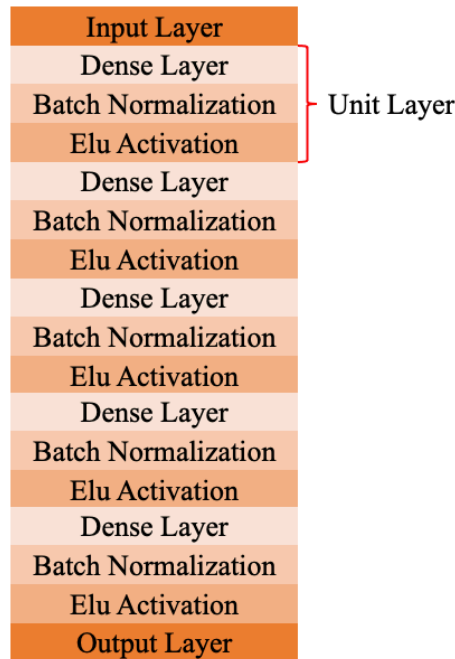 Input Layer
Dense Layer
Batch Normalization
Unit Layer
Elu Activation
Dense Layer
Batch Normalization
Elu Activation
Dense Layer
Batch Normalization
Elu Activation
Dense Layer
Batch Normalization
Elu Activation
Dense Layer
Batch Normalization
Elu Activation
Output Layer